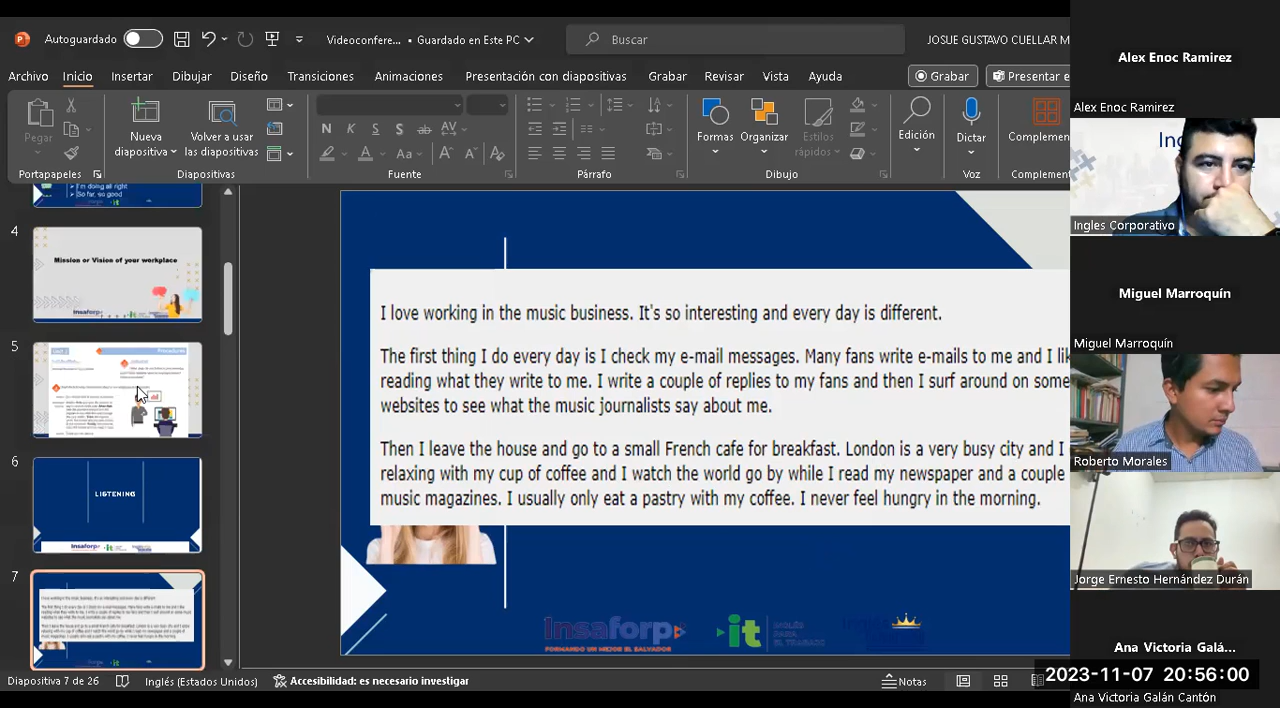 Autoguardado
Videoconfere... • Guardado en Este PC
Buscar
JOSUE GUSTAVO CUELLAR M
Archivo Inicio Insertar Dibujar Diseño Transiciones Animaciones Presentación con diapositivas Grabar Revisar Vista Ayuda
Grabar
Presentar e
Pegar
Nueva diapositiva
Volver a usar las diapositivas
N K S S ab AV
Aa A A
Formas
Organizar
Estilos rápidos
Edición
Dictar
Complemen
Portapapeles
Diapositivas
Fuente
Párrafo
Dibujo
Voz
Complement
I'm doing all right
So far, so good
4
Mission or Vision of your workplace
Insaforp
5
Procedures
6
LISTENING
Insaforp
7
I love working in the music business. It's so interesting and every day is different.
The first thing I do every day is I check my e-mail messages. Many fans write e-mails to me and I lik
reading what they write to me. I write a couple of replies to my fans and then I surf around on some
websites to see what the music journalists say about me.
Then I leave the house and go to a small French cafe for breakfast. London is a very busy city and I
relaxing with my cup of coffee and I watch the world go by while I read my newspaper and a couple
music magazines. I usually only eat a pastry with my coffee. I never feel hungry in the morning.
Insaforp
FORMANDO UN MEJOR EL SALVADOR
it
INGLÉS
PARA
EL TRABAJO
Diapositiva 7 de 26
Inglés (Estados Unidos)
Accesibilidad: es necesario investigar
Notas
Alex Enoc Ramirez
Alex Enoc Ramirez
Ing
Ingles Corporativo
Miguel Marroquín
Miguel Marroquín
Roberto Morales
Jorge Ernesto Hernández Durán
Ana Victoria Galá...
2023-11-07 20:56:00
Ana Victoria Galán Cantón